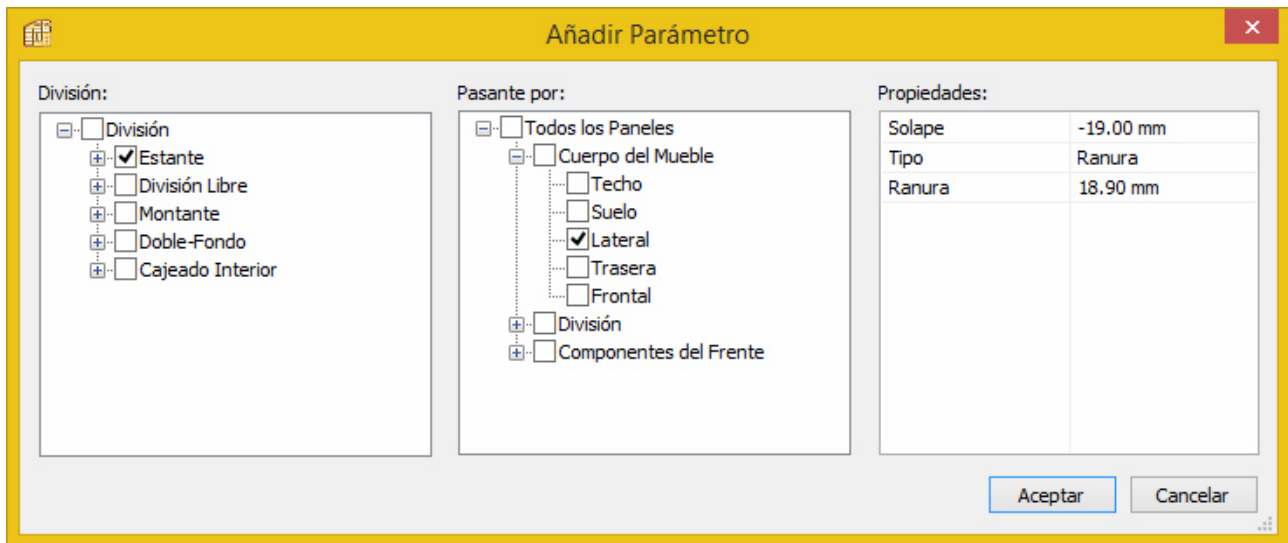 Añadir Parámetro
División:
División
Estante
División Libre
Montante
Doble-Fondo
Cajeado Interior
Pasante por:
Todos los Paneles
Cuerpo del Mueble
Techo
Suelo
Lateral
Trasera
Frontal
División
Componentes del Frente
Propiedades:
Solape -19.00 mm
Tipo Ranura
Ranura 18.90 mm
Aceptar Cancelar